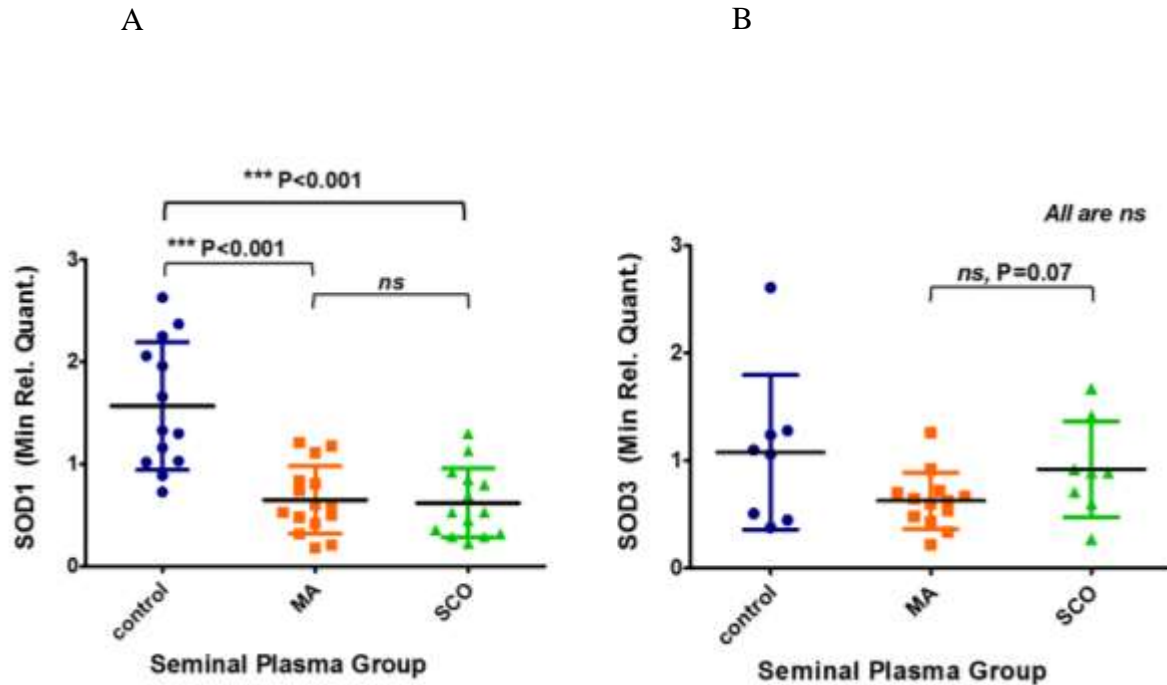 A
B
*** P<0.001
*** P<0.001
ns
SOD1 (Min Rel. Quant.)
3
2
1
0
control
MA
SCO
Seminal Plasma Group
All are ns
ns, P=0.07
SOD3 (Min Rel. Quant.)
3
2
1
0
control
MA
SCO
Seminal Plasma Group